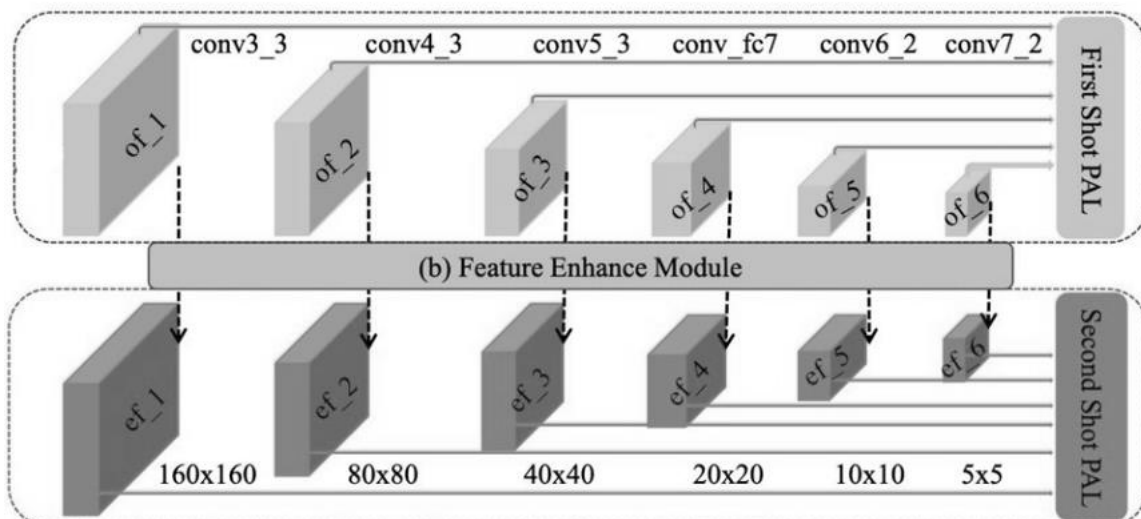 conv3_3 conv4_3 conv5_3 conv_fc7 conv6_2 conv7_2
First Shot PAL
of_1 of_2 of_3 of_4 of_5 of_6
(b) Feature Enhance Module
Second Shot PAL
ef_1 ef_2 ef_3 ef_4 ef_5 ef_6
160x160 80x80 40x40 20x20 10x10 5x5